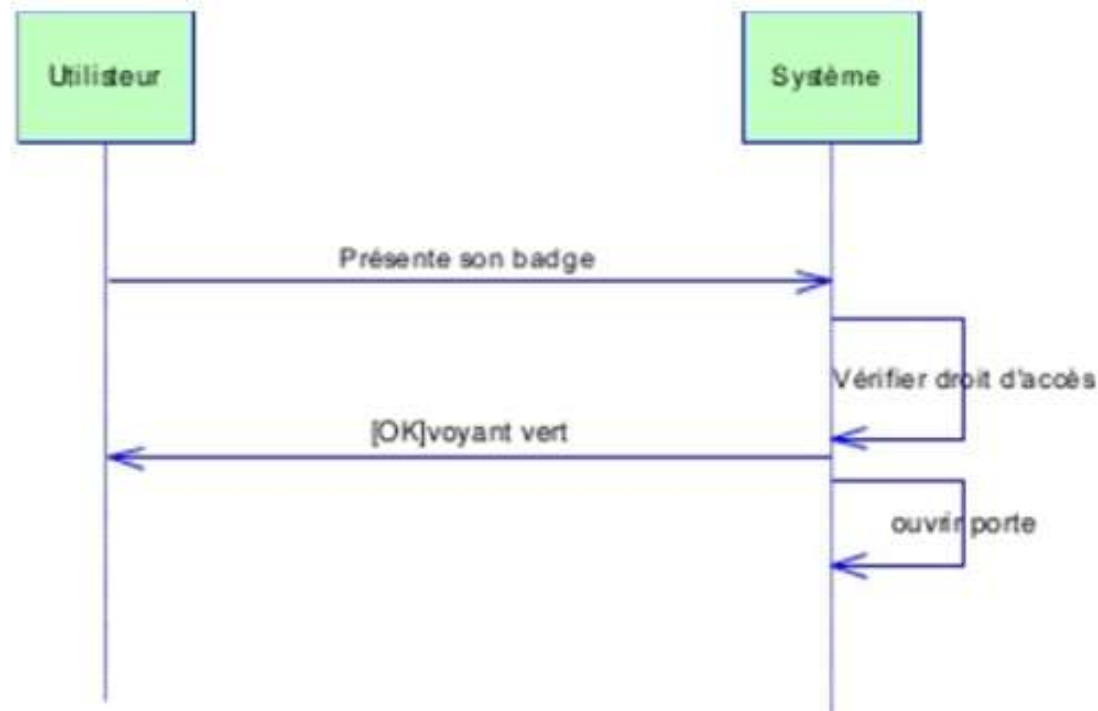 Utilisteur
Système
Présente son badge
Vérifier droit d'accès
[OK]voyant vert
ouvrir porte